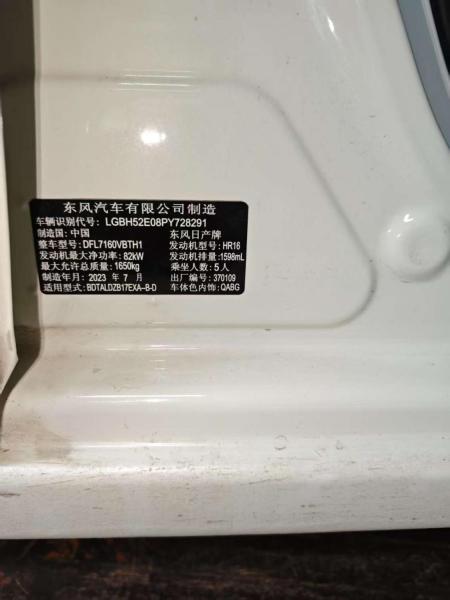 东风汽车有限公司制造
车辆识别代号: LGBH52E08PY728291
制造国: 中国 东风日产牌
整车型号: DFL7160VBTH1 发动机型号: HR16
发动机最大净功率: 82kW 发动机排量: 1598mL
最大允许总质量: 1650kg 乘坐人数: 5人
制造年月: 2023 年 7 月 出厂编号: 370109
适用型式: BDTALDZB17EXA-B-D 车体色内饰: QABG